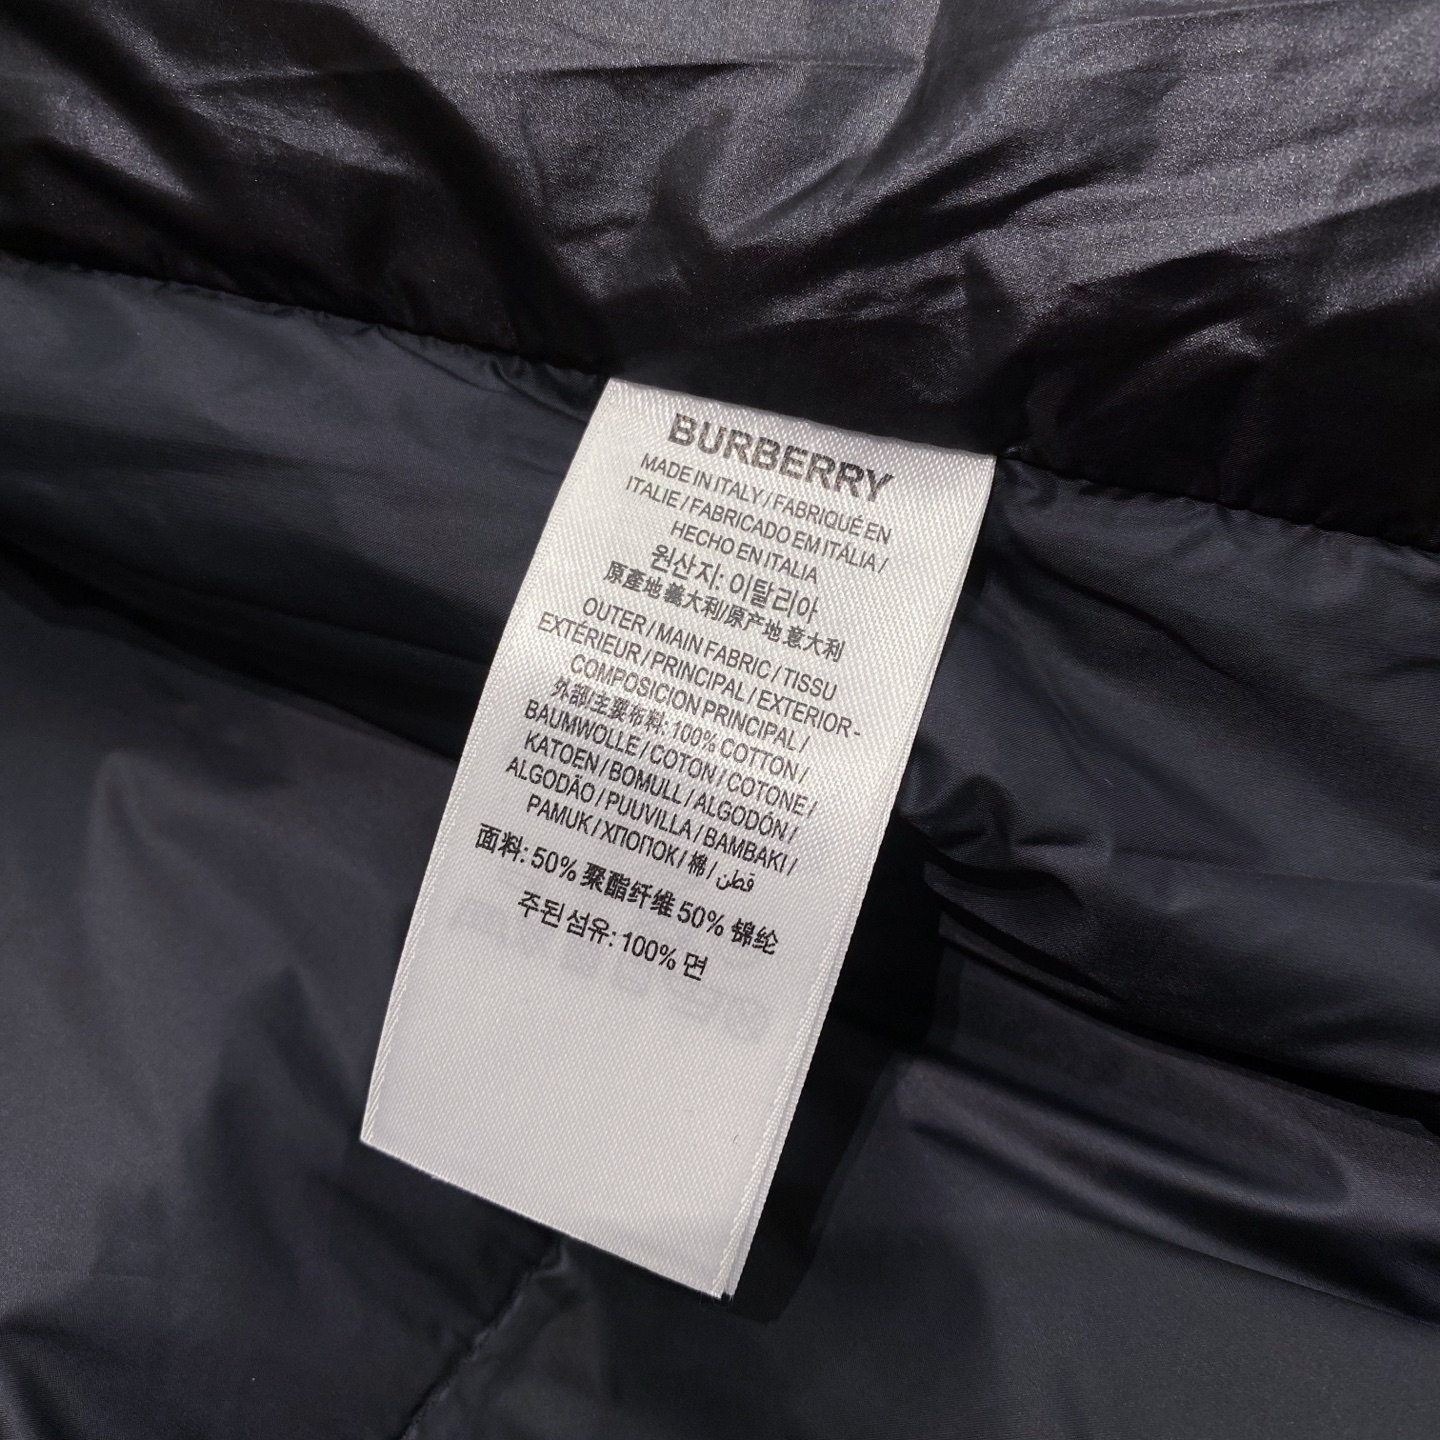 BURBERRY
MADE IN ITALY / FABRIQUÉ EN
ITALIE / FABRICADO EM ITÁLIA /
HECHO EN ITALIA
원산지: 이탈리아
原產地 義大利/原产地 意大利
OUTER / MAIN FABRIC / TISSU
EXTÉRIEUR / PRINCIPAL / EXTERIOR-
COMPOSICION PRINCIPAL /
外部/主要布料: 100% COTTON /
BAUMWOLLE / COTON / COTONE /
KATOEN / BOMULL / ALGODÓN /
ALGODÃO / PUUVILLA / BAMBAKI /
PAMUK / ХЛОПОК / 棉 / قطن
面料: 50% 聚酯纤维 50% 锦纶
주된 섬유: 100% 면